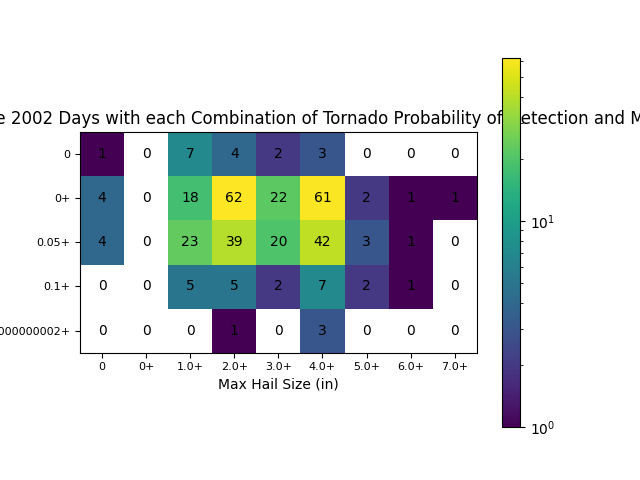 2002 Days with each Combination of Tornado Probability of Detection and
0 1 0 7 4 2 3 0 0 0
0+ 4 0 18 62 22 61 2 1 1
0.05+ 4 0 23 39 20 42 3 1 0
0.1+ 0 0 5 5 2 7 2 1 0
000000002+ 0 0 0 1 0 3 0 0 0
0 0+ 1.0+ 2.0+ 3.0+ 4.0+ 5.0+ 6.0+ 7.0+
Max Hail Size (in)
10¹
10⁰